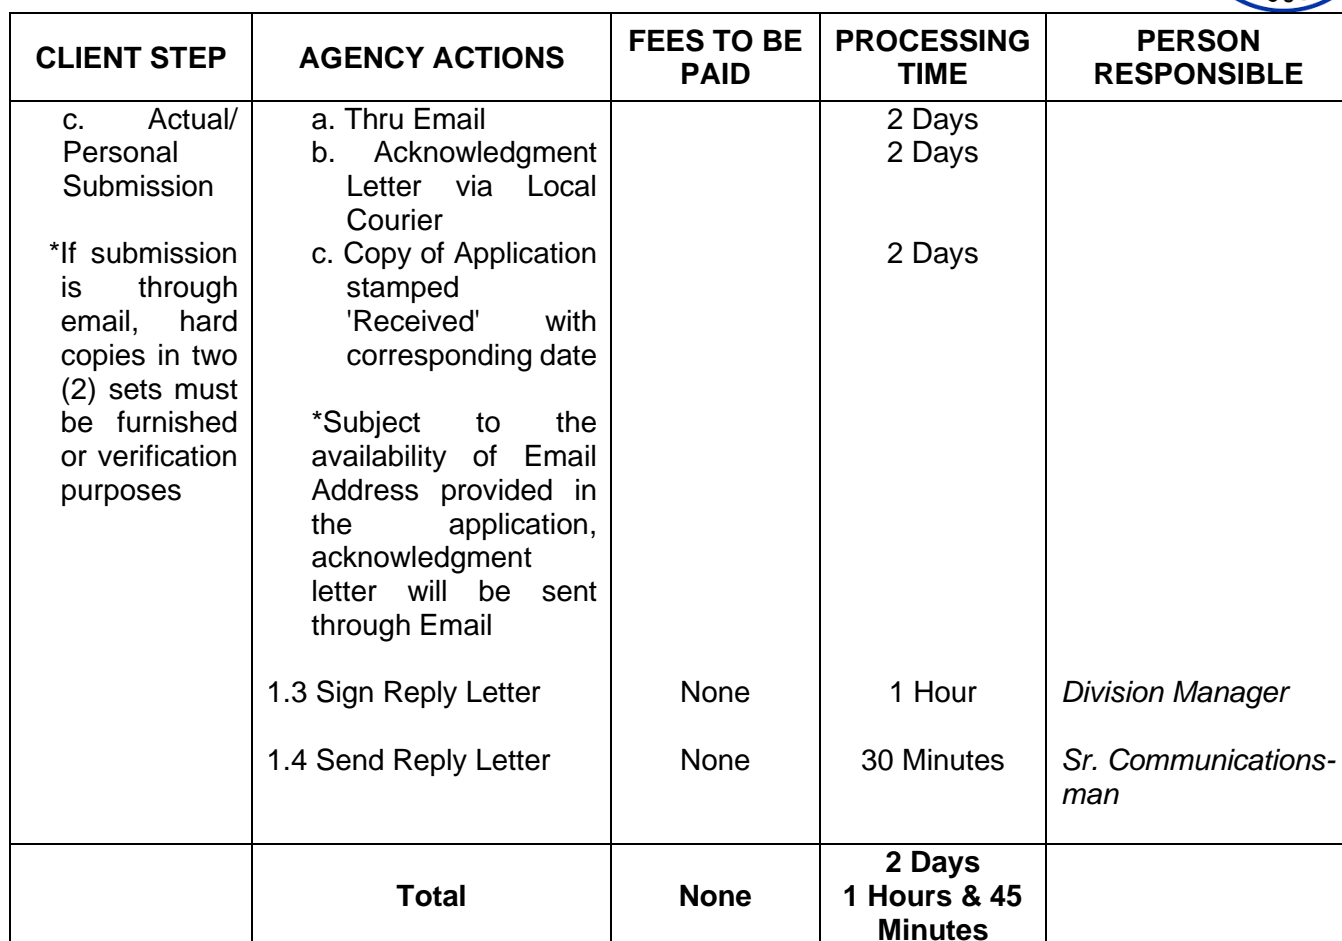 CLIENT STEP
AGENCY ACTIONS
FEES TO BE
PAID
PROCESSING
TIME
PERSON
RESPONSIBLE
c. Actual/
Personal
Submission
*If submission
is through
email, hard
copies in two
(2) sets must
be furnished
or verification
purposes
a. Thru Email
b. Acknowledgment
Letter via Local
Courier
c. Copy of Application
stamped
'Received' with
corresponding date
*Subject to the
availability of Email
Address provided in
the application,
acknowledgment
letter will be sent
through Email
2 Days
2 Days
2 Days
1.3 Sign Reply Letter
None
1 Hour
Division Manager
1.4 Send Reply Letter
None
30 Minutes
Sr. Communications-
man
Total
None
2 Days
1 Hours & 45
Minutes